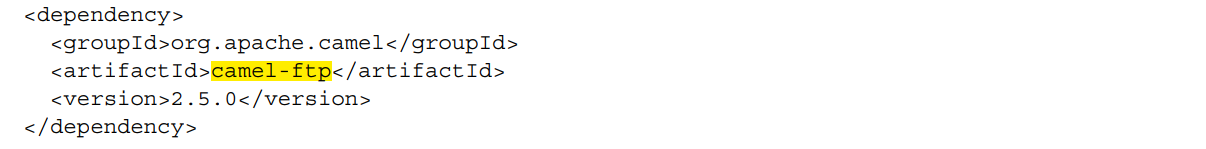 <dependency>
<groupId>org.apache.camel</groupId>
<artifactId>camel-ftp</artifactId>
<version>2.5.0</version>
</dependency>